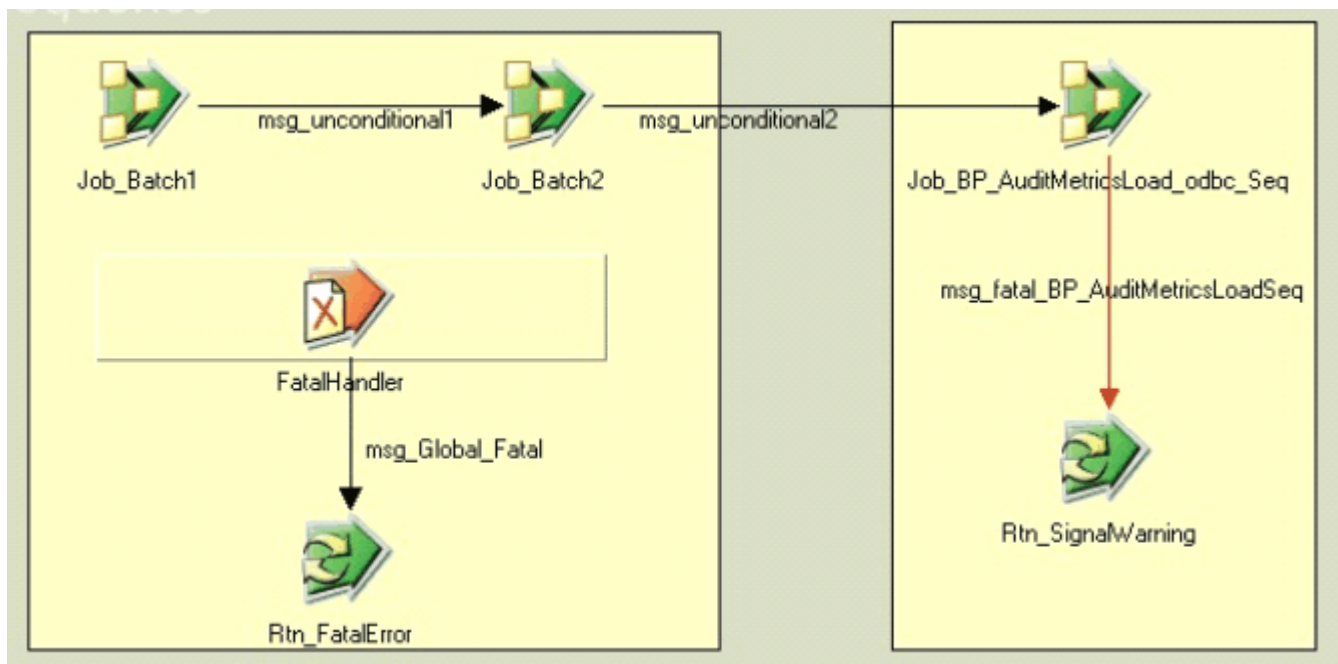 msg_unconditional1
msg_unconditional2
Job_Batch1
Job_Batch2
Job_BP_AuditMetricsLoad_odbc_Seq
msg_fatal_BP_AuditMetricsLoadSeq
FatalHandler
msg_Global_Fatal
Rtn_SignalWarning
Rtn_FatalError